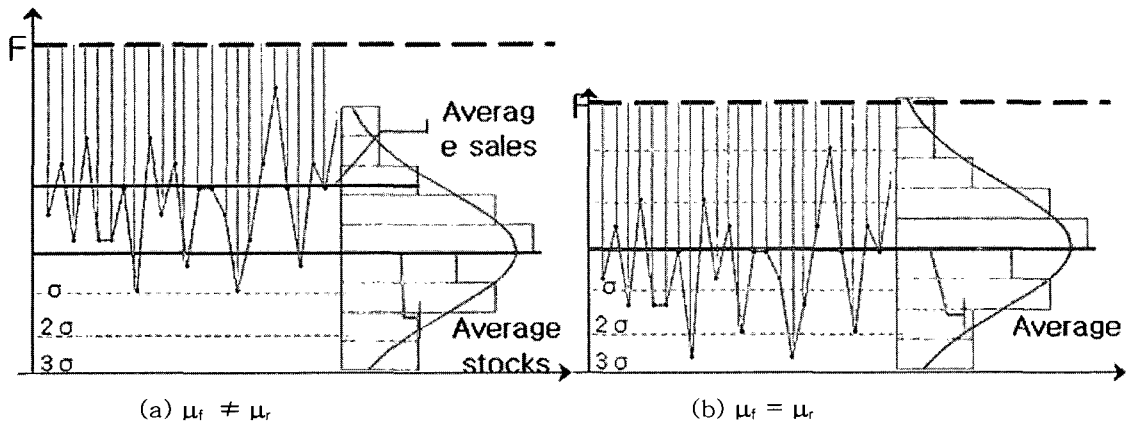 F
Averag
e sales
σ
2σ
3σ
Average
stocks
(a) μf ≠ μr
F
σ
2σ
3σ
Average
(b) μf = μr